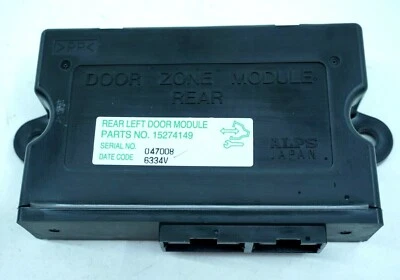 >PP<
DOOR ZONE MODULE
REAR
REAR LEFT DOOR MODULE
PARTS NO. 15274149
SERIAL NO. 047008
DATE CODE 6334V
ALPS
JAPAN